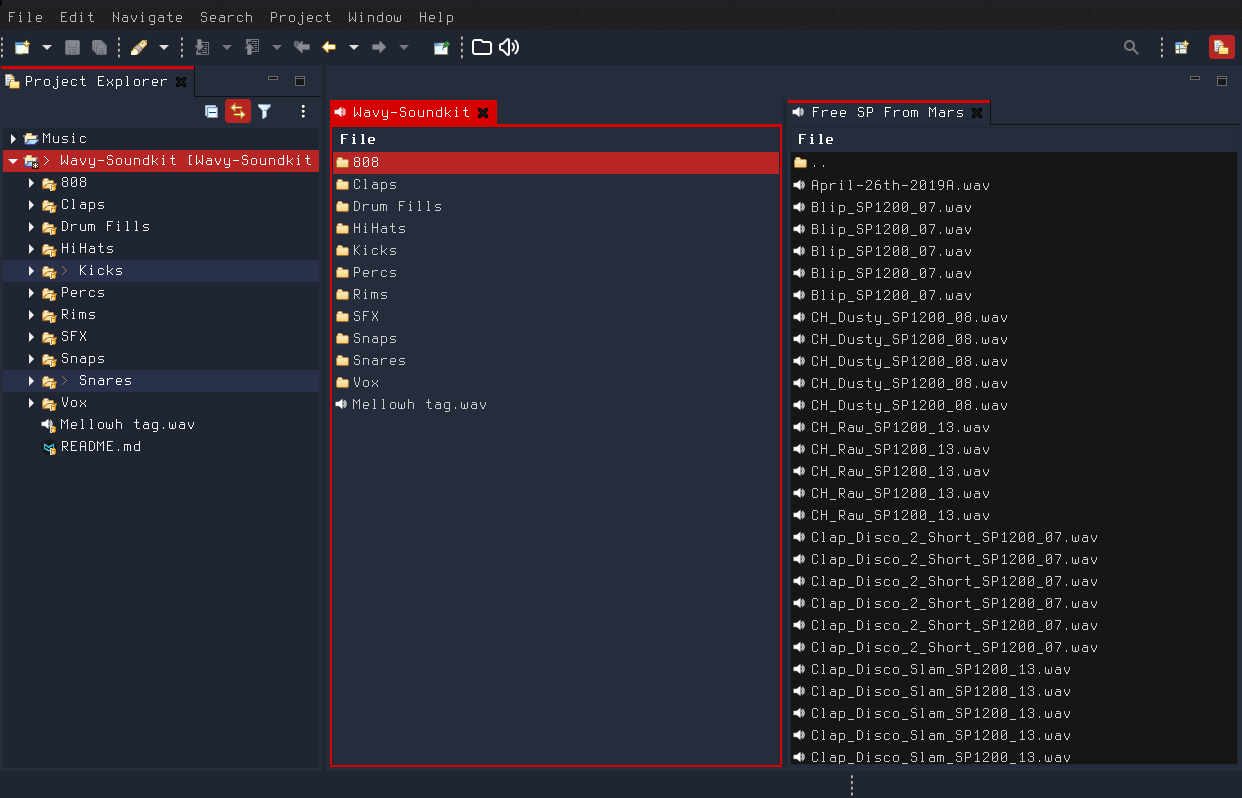 File Edit Navigate Search Project Window Help
Project Explorer
Music
> Wavy-Soundkit [Wavy-Soundkit
808
Claps
Drum Fills
HiHats
> Kicks
Percs
Rims
SFX
Snaps
> Snares
Vox
Mellowh tag.wav
README.md
Wavy-Soundkit
File
808
Claps
Drum Fills
HiHats
Kicks
Percs
Rims
SFX
Snaps
Snares
Vox
Mellowh tag.wav
Free SP From Mars
File
..
April-26th-2019A.wav
Blip_SP1200_07.wav
Blip_SP1200_07.wav
Blip_SP1200_07.wav
Blip_SP1200_07.wav
Blip_SP1200_07.wav
CH_Dusty_SP1200_08.wav
CH_Dusty_SP1200_08.wav
CH_Dusty_SP1200_08.wav
CH_Dusty_SP1200_08.wav
CH_Dusty_SP1200_08.wav
CH_Raw_SP1200_13.wav
CH_Raw_SP1200_13.wav
CH_Raw_SP1200_13.wav
CH_Raw_SP1200_13.wav
CH_Raw_SP1200_13.wav
Clap_Disco_2_Short_SP1200_07.wav
Clap_Disco_2_Short_SP1200_07.wav
Clap_Disco_2_Short_SP1200_07.wav
Clap_Disco_2_Short_SP1200_07.wav
Clap_Disco_2_Short_SP1200_07.wav
Clap_Disco_2_Short_SP1200_07.wav
Clap_Disco_Slam_SP1200_13.wav
Clap_Disco_Slam_SP1200_13.wav
Clap_Disco_Slam_SP1200_13.wav
Clap_Disco_Slam_SP1200_13.wav
Clap_Disco_Slam_SP1200_13.wav